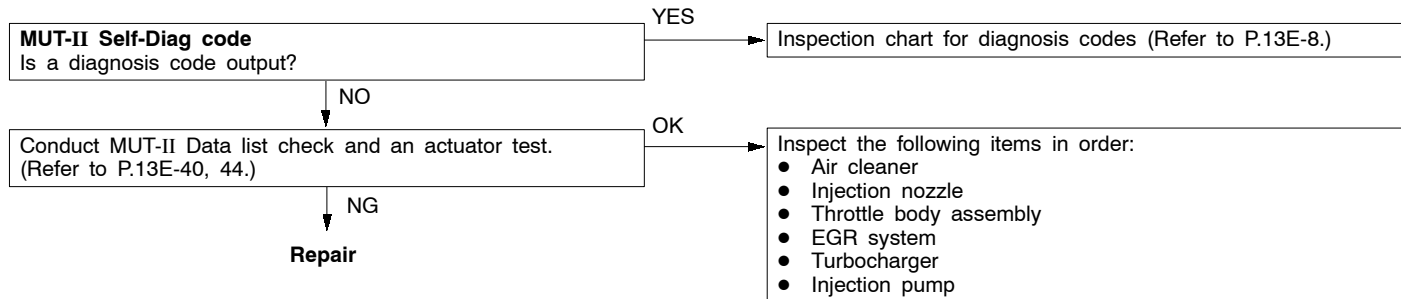 MUT-II Self-Diag code
Is a diagnosis code output?
YES
Inspection chart for diagnosis codes (Refer to P.13E-8.)
NO
Conduct MUT-II Data list check and an actuator test.
(Refer to P.13E-40, 44.)
OK
Inspect the following items in order:
● Air cleaner
● Injection nozzle
● Throttle body assembly
● EGR system
● Turbocharger
● Injection pump
NG
Repair